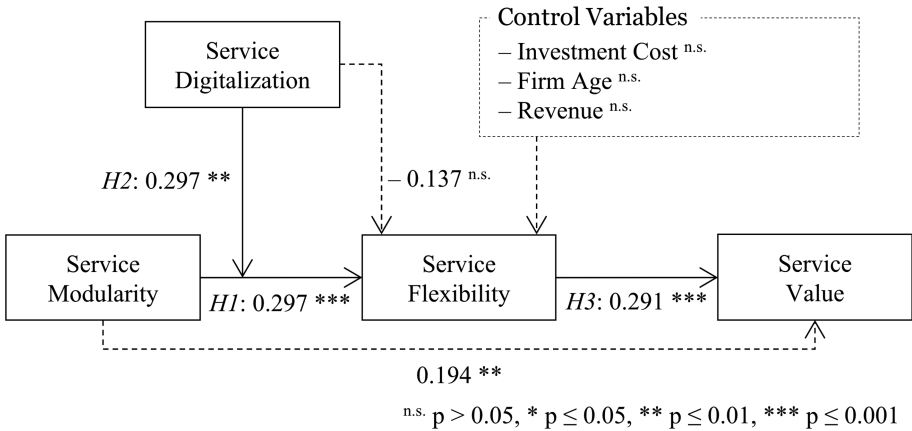 Control Variables
– Investment Cost n.s.
– Firm Age n.s.
– Revenue n.s.
Service
Digitalization
H2: 0.297 **
– 0.137 n.s.
Service
Modularity
H1: 0.297 ***
Service
Flexibility
H3: 0.291 ***
Service
Value
0.194 **
n.s. p > 0.05, * p ≤ 0.05, ** p ≤ 0.01, *** p ≤ 0.001